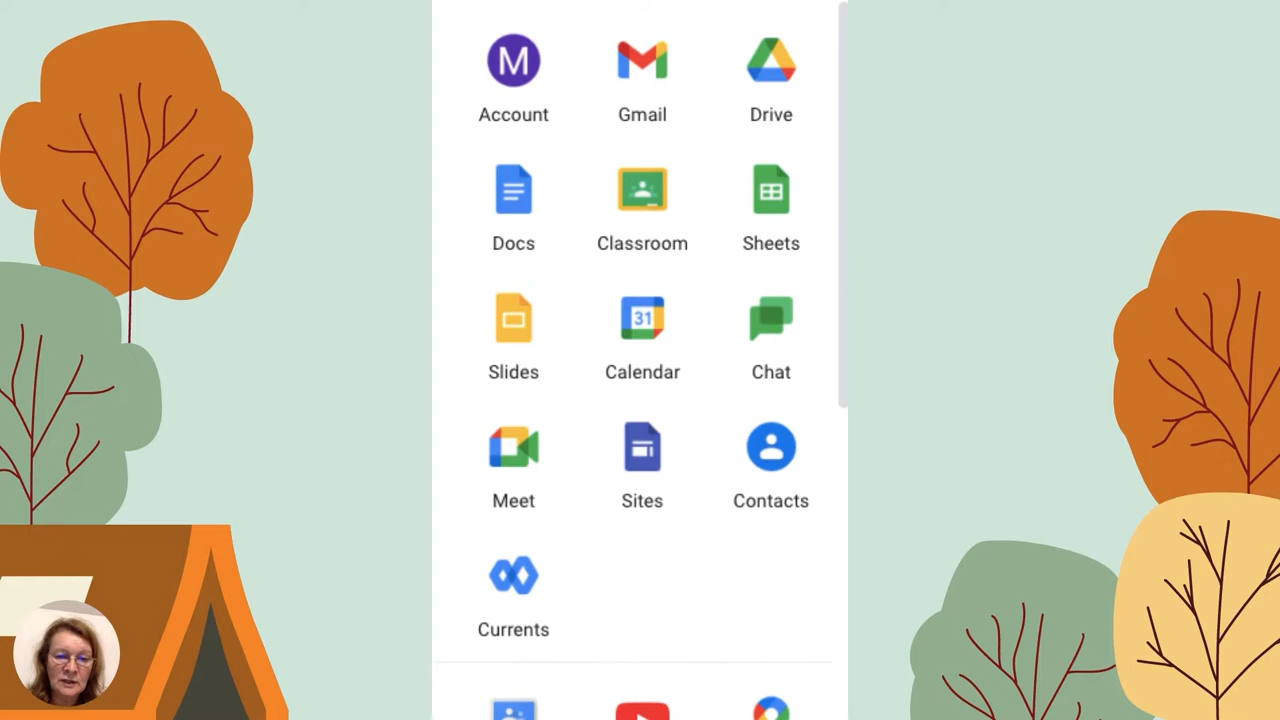 M
Account Gmail Drive
Docs Classroom Sheets
31
Slides Calendar Chat
Meet Sites Contacts
Currents